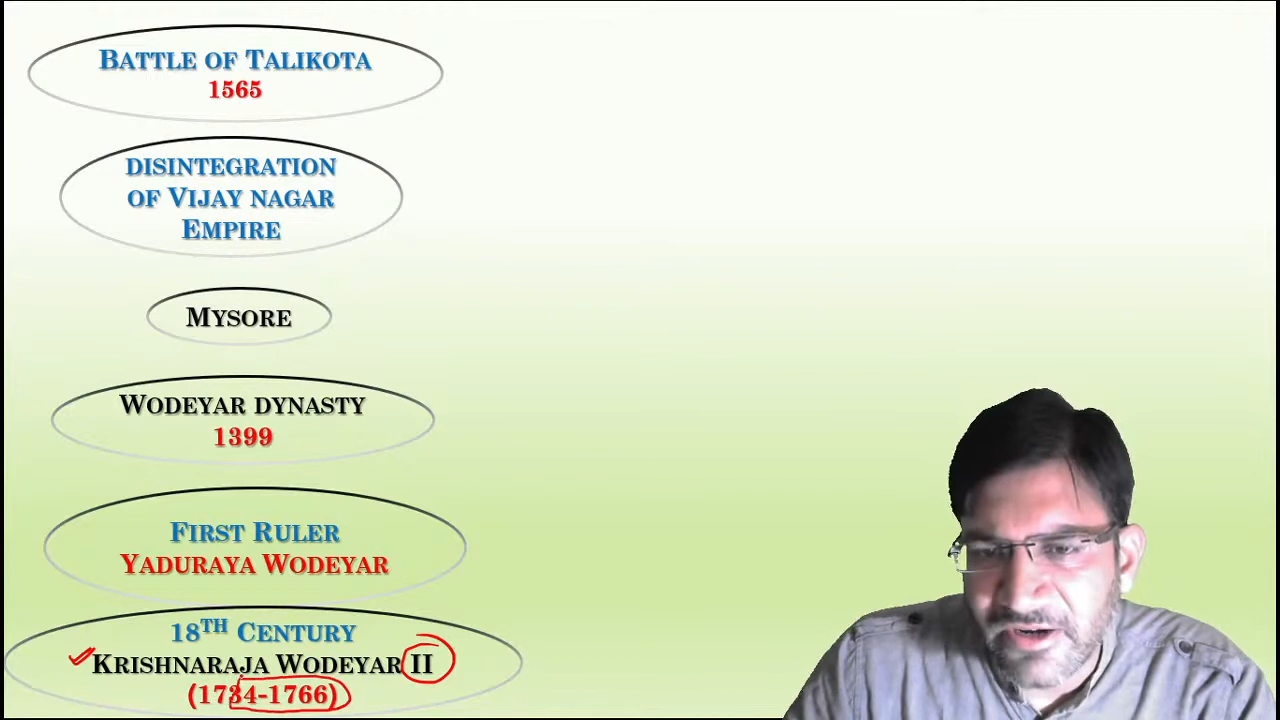 BATTLE OF TALIKOTA
1565
DISINTEGRATION
OF VIJAY NAGAR
EMPIRE
MYSORE
WODEYAR DYNASTY
1399
FIRST RULER
YADURAYA WODEYAR
18TH CENTURY
KRISHNARAJA WODEYAR II
(1734-1766)